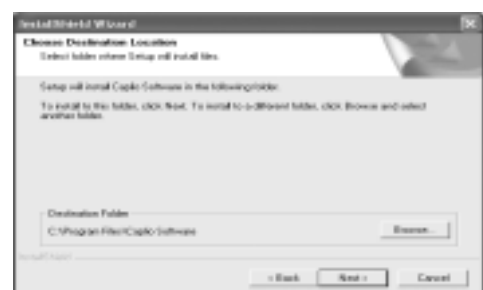 InstallShield Wizard
Choose Destination Location
Select folder where Setup will install files.
Setup will install Caplio Software in the following folder.
To install to this folder, click Next. To install to a different folder, click Browse and select
another folder.
Destination Folder
C:\Program Files\Caplio Software
Browse...
InstallShield
< Back
Next >
Cancel